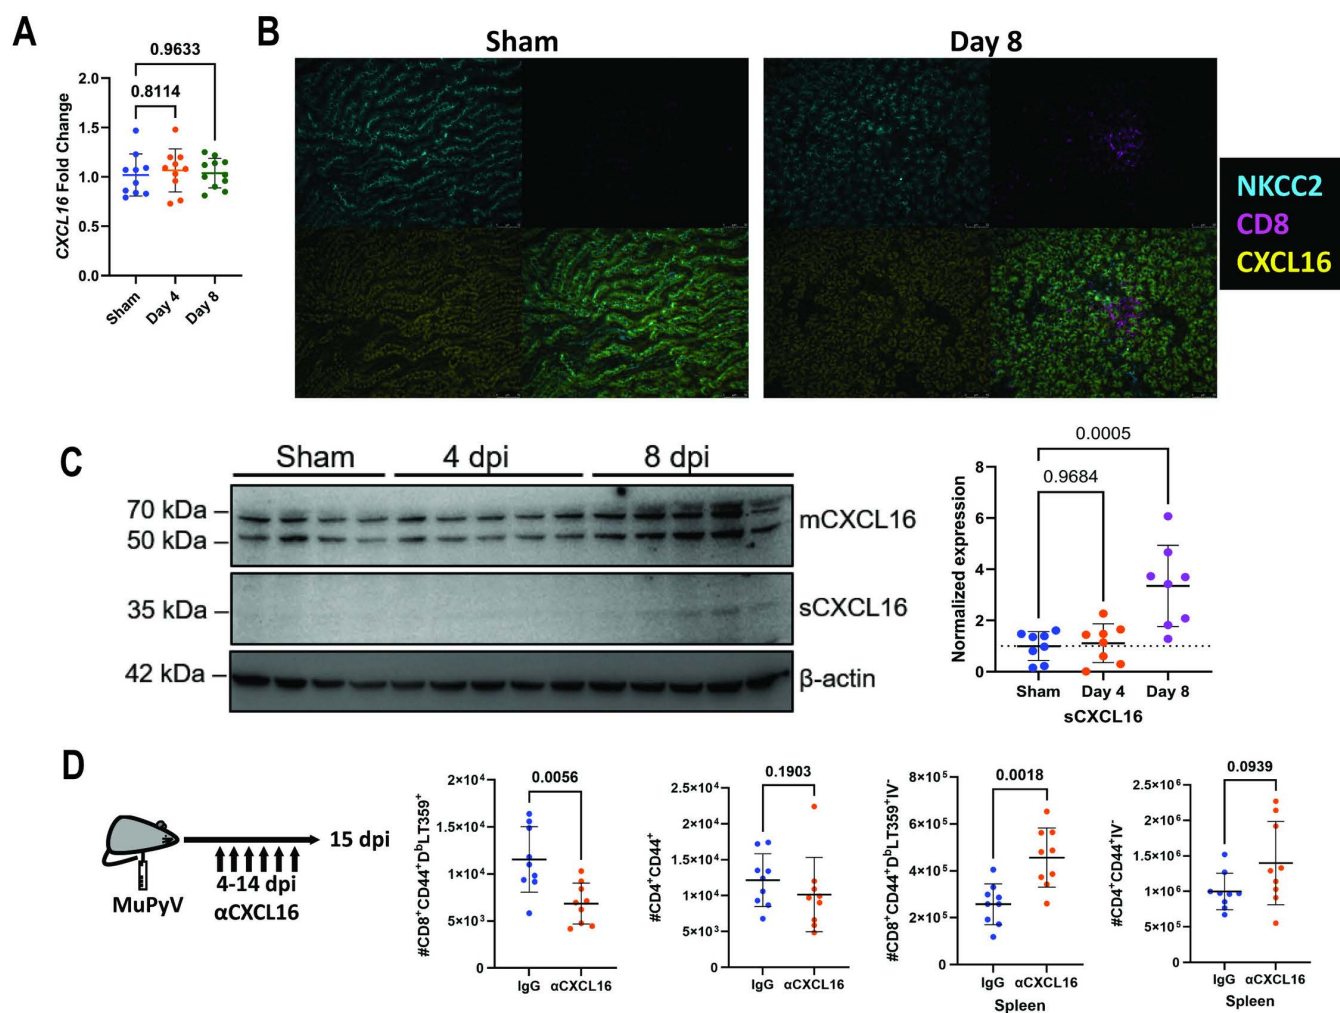 A
0.9633
0.8114
2.0
1.5
1.0
0.5
0.0
CXCL16 Fold Change
Sham
Day 4
Day 8
B
Sham
Day 8
NKCC2
CD8
CXCL16
C
Sham
4 dpi
8 dpi
70 kDa
50 kDa
mCXCL16
35 kDa
sCXCL16
42 kDa
β-actin
0.0005
0.9684
8
6
4
2
0
Normalized expression
Sham
Day 4
Day 8
sCXCL16
D
15 dpi
4-14 dpi
αCXCL16
MuPyV
#CD8⁺CD44⁺DᵇLT359⁺
2×10⁴
1.5×10⁴
1×10⁴
5×10³
0
0.0056
IgG αCXCL16
#CD4⁺CD44⁺
2.5×10⁴
2×10⁴
1.5×10⁴
1×10⁴
5×10³
0
0.1903
IgG αCXCL16
#CD8⁺CD44⁺DᵇLT359⁺IV⁻
8×10⁵
6×10⁵
4×10⁵
2×10⁵
0
0.0018
IgG αCXCL16
Spleen
#CD4⁺CD44⁺IV⁻
2.5×10⁶
2×10⁶
1.5×10⁶
1×10⁶
5×10⁵
0
0.0939
IgG αCXCL16
Spleen